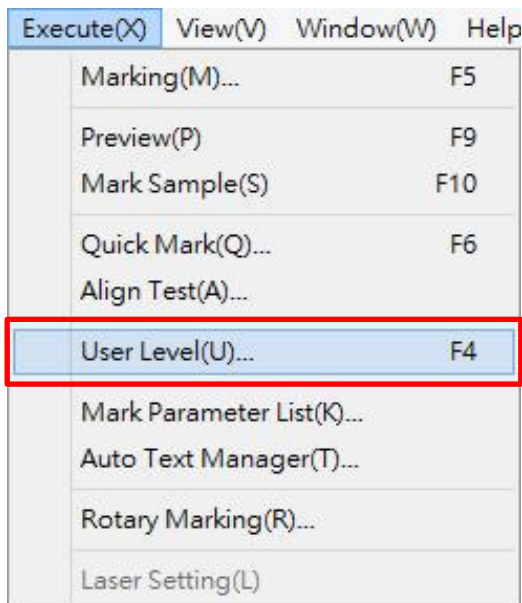 Execute(X) View(V) Window(W) Help
Marking(M)... F5
Preview(P) F9
Mark Sample(S) F10
Quick Mark(Q)... F6
Align Test(A)...
User Level(U)... F4
Mark Parameter List(K)...
Auto Text Manager(T)...
Rotary Marking(R)...
Laser Setting(L)